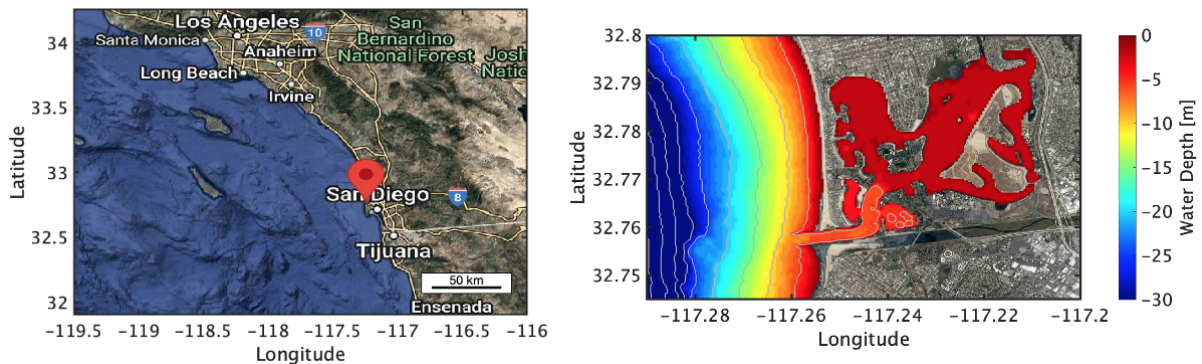 Los Angeles
Santa Monica
10
San
Bernardino
National Forest
Anaheim
Josh
Natio
Long Beach
Irvine
San Diego
8
Tijuana
50 km
Ensenada
34
33.5
33
32.5
32
Latitude
−119.5 −119 −118.5 −118 −117.5 −117 −116.5 −116
Longitude
32.8
32.79
32.78
32.77
32.76
32.75
Latitude
−117.28 −117.26 −117.24 −117.22 −117.2
Longitude
0
−5
−10
−15
−20
−25
−30
Water Depth [m]